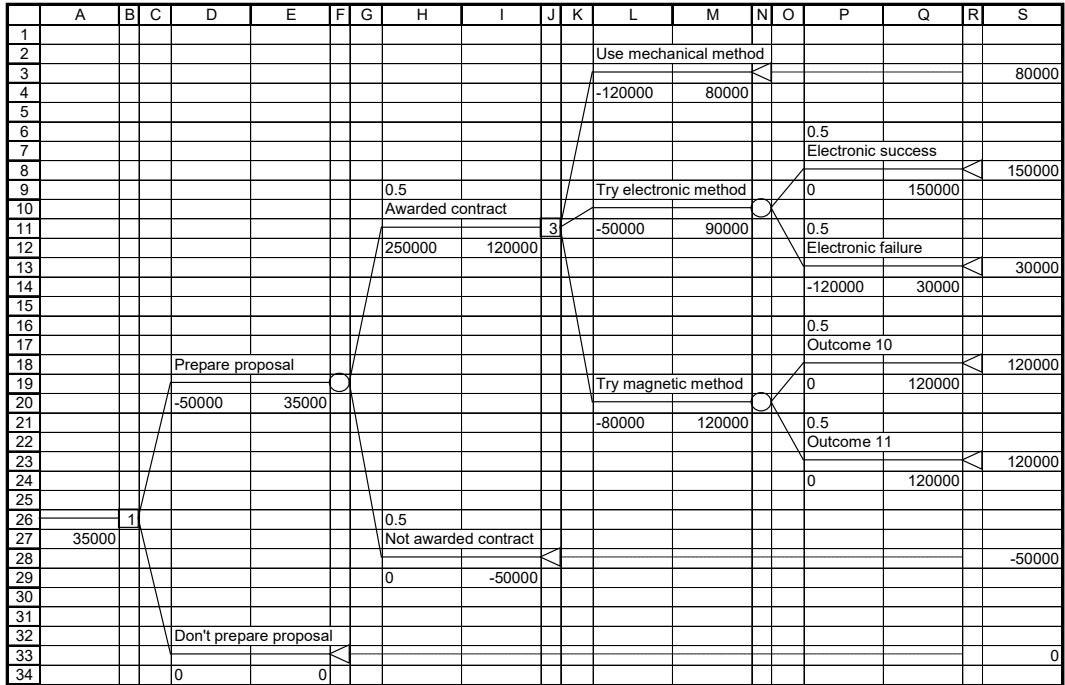 A B C D E F G H I J K L M N O P Q R S
1
2 Use mechanical method
3 80000
4 -120000 80000
5
6 0.5
7 Electronic success
8 150000
9 0.5 Try electronic method 0 150000
10 Awarded contract
11 3 -50000 90000 0.5
12 250000 120000 Electronic failure
13 30000
14 -120000 30000
15
16 0.5
17 Outcome 10
18 Prepare proposal 120000
19 Try magnetic method 0 120000
20 -50000 35000
21 -80000 120000 0.5
22 Outcome 11
23 120000
24 0 120000
25
26 1 0.5
27 35000 Not awarded contract
28 -50000
29 0 -50000
30
31
32 Don't prepare proposal
33 0
34 0 0